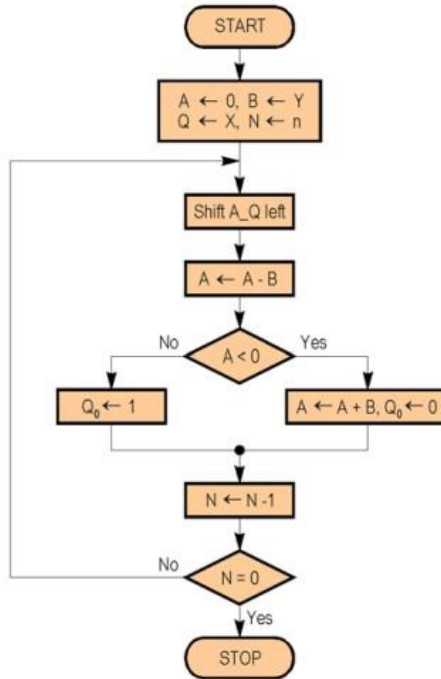 START
A ← 0, B ← Y
Q ← X, N ← n
Shift A_Q left
A ← A - B
No
A < 0
Yes
Q₀ ← 1
A ← A + B, Q₀ ← 0
N ← N -1
No
N = 0
Yes
STOP